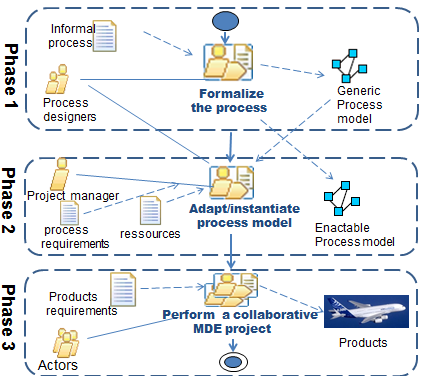 Phase 1
Informal
process
Process
designers
Formalize
the process
Generic
Process
model
Phase 2
Project manager
process
requirements
ressources
Adapt/instantiate
process model
Enactable
Process model
Phase 3
Products
requirements
Actors
Perform a collaborative
MDE project
Products